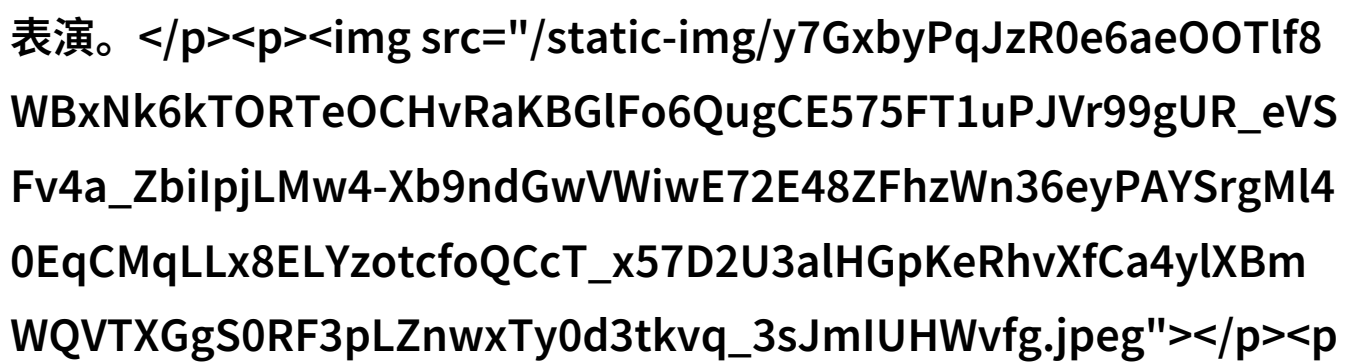 表演。</p><p><img src="/static-img/y7GxbyPqJzR0e6aeOOTlf8
WBxNk6kTORTeOCHvRaKBGlFo6QugCE575FT1uPJVr99gUR_eVS
Fv4a_ZbiIpjLMw4-Xb9ndGwVWiwE72E48ZFhzWn36eyPAYSrgMl4
0EqCMqLLx8ELYzotcfoQCcT_x57D2U3alHGpKeRhvXfCa4ylXBm
WQVTXGgS0RF3pLZnwxTy0d3tkvq_3sJmIUHWvfg.jpeg"></p><p